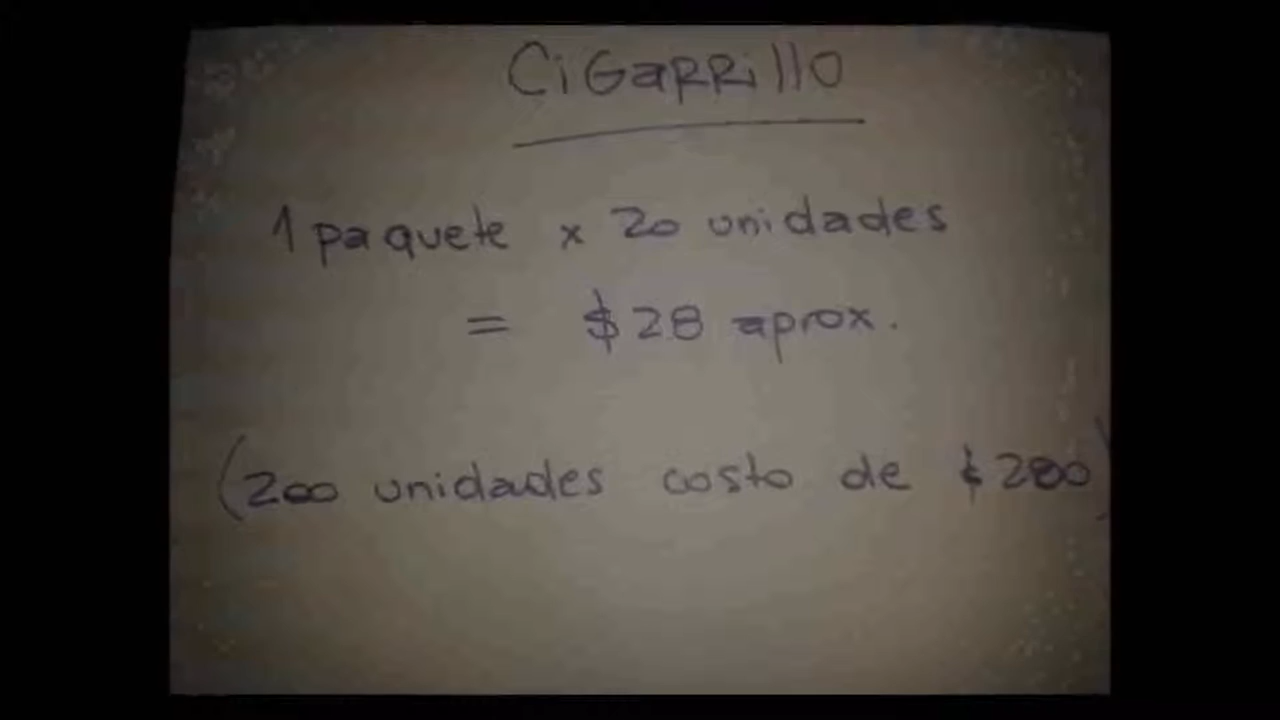 CiGaRRillo
1 paquete x 20 unidades
= $28 aprox.
(200 unidades costo de $280)